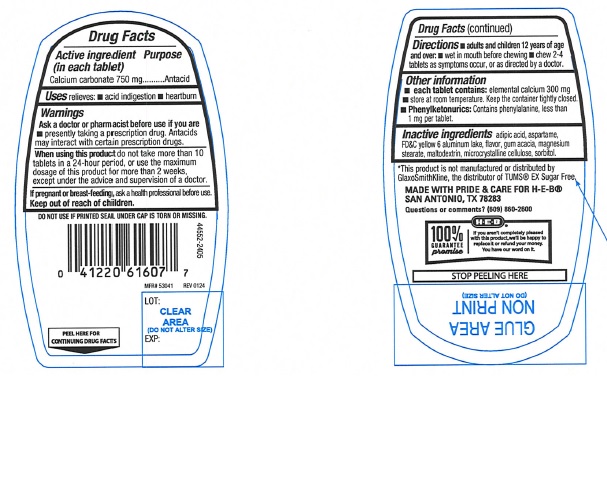 Drug Facts
Active ingredient Purpose
(in each tablet)
Calcium carbonate 750 mg..........Antacid
Uses relieves: ■ acid indigestion ■ heartburn
Warnings
Ask a doctor or pharmacist before use if you are
■ presently taking a prescription drug. Antacids
may interact with certain prescription drugs.
When using this product do not take more than 10
tablets in a 24-hour period, or use the maximum
dosage of this product for more than 2 weeks,
except under the advice and supervision of a doctor.
If pregnant or breast-feeding, ask a health professional before use.
Keep out of reach of children.
DO NOT USE IF PRINTED SEAL UNDER CAP IS TORN OR MISSING.
44552-2405
0 41220 61607 7
MFR# 53041 REV 0124
LOT:
CLEAR
AREA
(DO NOT ALTER SIZE)
EXP:
PEEL HERE FOR
CONTINUING DRUG FACTS
Drug Facts (continued)
Directions ■ adults and children 12 years of age
and over: ■ wet in mouth before chewing ■ chew 2-4
tablets as symptoms occur, or as directed by a doctor.
Other information
■ each tablet contains: elemental calcium 300 mg
■ store at room temperature. Keep the container tightly closed.
■ Phenylketonurics: Contains phenylalanine, less than
1 mg per tablet.
Inactive ingredients adipic acid, aspartame,
FD&C yellow 6 aluminum lake, flavor, gum acacia, magnesium
stearate, maltodextrin, microcrystalline cellulose, sorbitol.
*This product is not manufactured or distributed by
GlaxoSmithKline, the distributor of TUMS® EX Sugar Free.
MADE WITH PRIDE & CARE FOR H-E-B®
SAN ANTONIO, TX 78283
Questions or comments? (609) 860-2600
H-E-B
100%
GUARANTEE
promise
If you aren't completely pleased
with this product, we'll be happy to
replace it or refund your money.
You have our word on it.
STOP PEELING HERE
GLUE AREA
NON PRINT
(DO NOT ALTER SIZE)